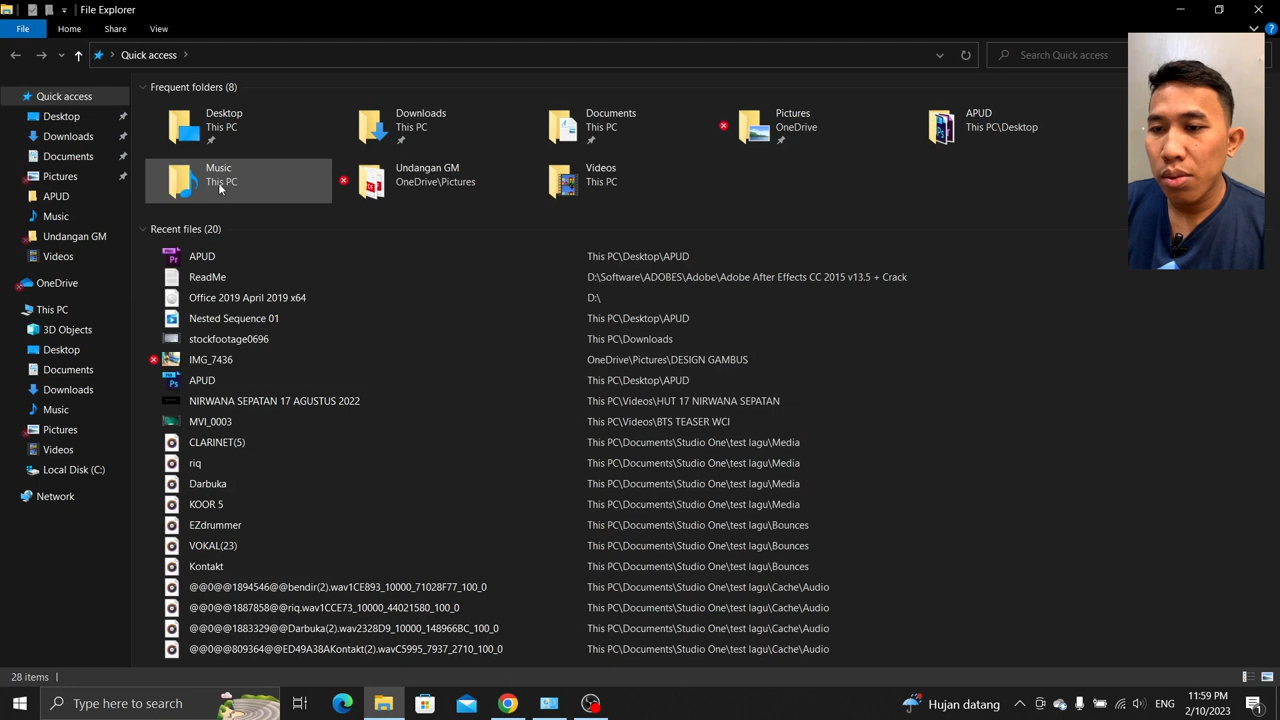 File Explorer
File
Home
Share
View
Quick access
Search Quick access
Quick access
Desktop
Downloads
Documents
Pictures
APUD
Music
Undangan GM
Videos
OneDrive
This PC
3D Objects
Desktop
Documents
Downloads
Music
Pictures
Videos
Local Disk (C:)
Network
Frequent folders (8)
Desktop
This PC
Downloads
This PC
Documents
This PC
Pictures
OneDrive
APUD
This PC\Desktop
Music
This PC
Undangan GM
OneDrive\Pictures
Videos
This PC
Recent files (20)
APUD This PC\Desktop\APUD
ReadMe D:\Software\ADOBES\Adobe\Adobe After Effects CC 2015 v13.5 + Crack
Office 2019 April 2019 x64 D:\
Nested Sequence 01 This PC\Desktop\APUD
stockfootage0696 This PC\Downloads
IMG_7436 OneDrive\Pictures\DESIGN GAMBUS
APUD This PC\Desktop\APUD
NIRWANA SEPATAN 17 AGUSTUS 2022 This PC\Videos\HUT 17 NIRWANA SEPATAN
MVI_0003 This PC\Videos\BTS TEASER WCI
CLARINET(5) This PC\Documents\Studio One\test lagu\Media
riq This PC\Documents\Studio One\test lagu\Media
Darbuka This PC\Documents\Studio One\test lagu\Media
KOOR 5 This PC\Documents\Studio One\test lagu\Media
EZdrummer This PC\Documents\Studio One\test lagu\Bounces
VOKAL(23) This PC\Documents\Studio One\test lagu\Bounces
Kontakt This PC\Documents\Studio One\test lagu\Bounces
@@0@@1894546@@bendir(2).wav1CE893_10000_71028F77_100_0 This PC\Documents\Studio One\test lagu\Cache\Audio
@@0@@1887858@@riq.wav1CCE73_10000_44021580_100_0 This PC\Documents\Studio One\test lagu\Cache\Audio
@@0@@1883329@@Darbuka(2).wav2328D9_10000_148966BC_100_0 This PC\Documents\Studio One\test lagu\Cache\Audio
@@0@@809364@@ED49A38AKontakt(2).wavC5995_7937_2710_100_0 This PC\Documents\Studio One\test lagu\Cache\Audio
28 items
Type here to search
Hujan datang
ENG
11:59 PM
2/10/2023